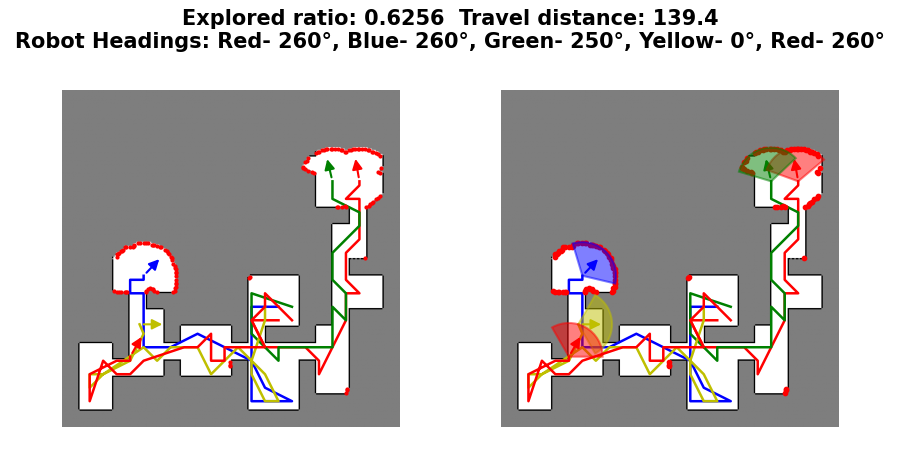 Explored ratio: 0.6256  Travel distance: 139.4
Robot Headings: Red- 260°, Blue- 260°, Green- 250°, Yellow- 0°, Red- 260°